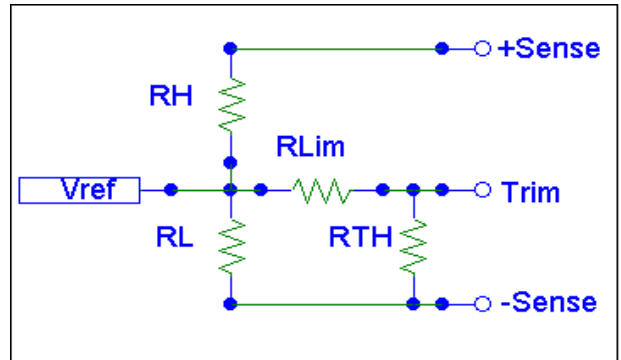 +Sense
RH
RLim
Vref
Trim
RL
RTH
-Sense